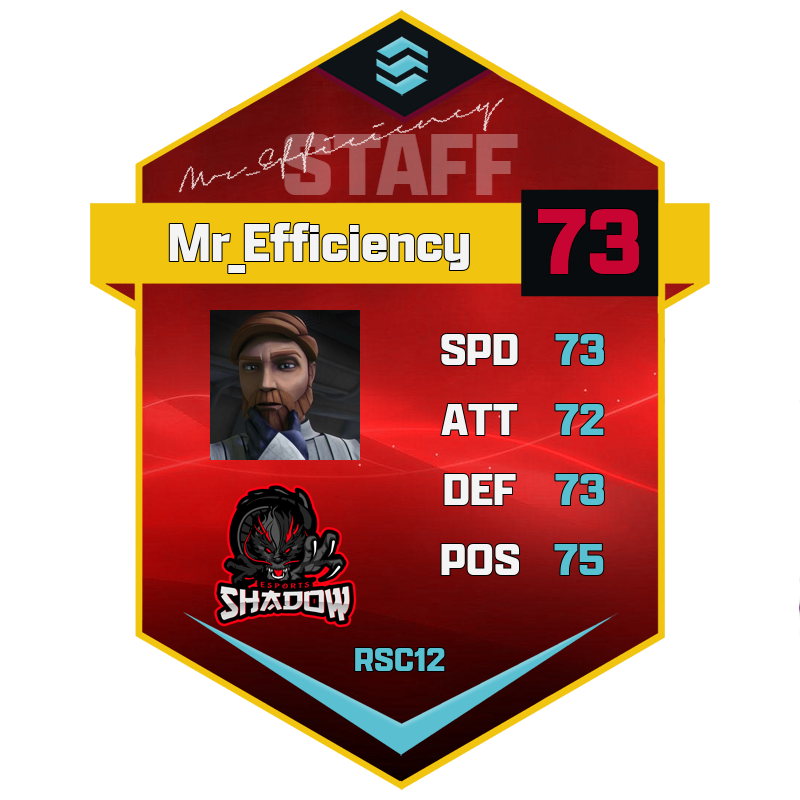 Mr_Efficiency
STAFF
Mr_Efficiency
73
SPD 73
ATT 72
DEF 73
POS 75
ESPORTS
SHADOW
RSC12